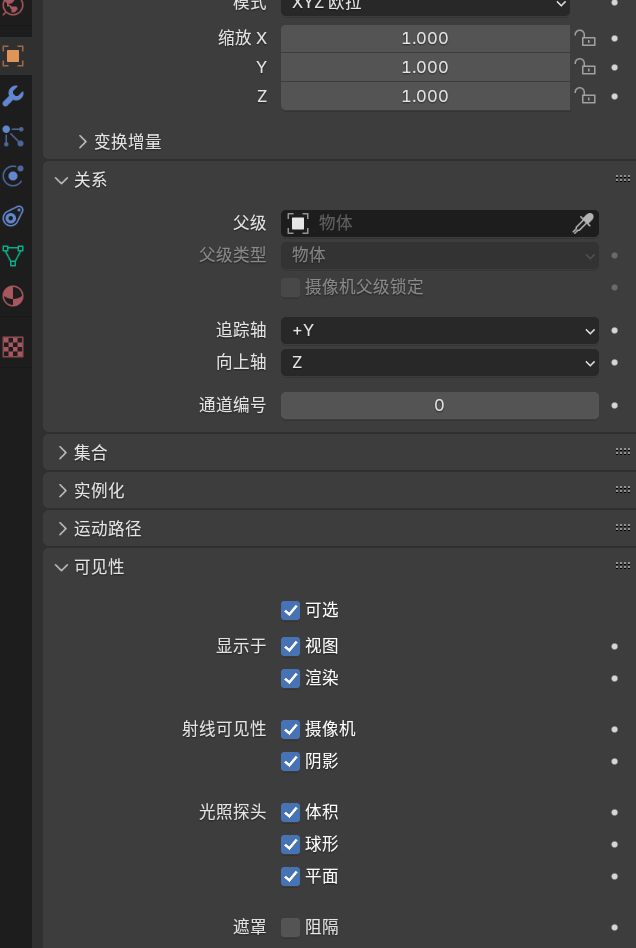 模式 XYZ 欧拉
缩放 X 1.000
Y 1.000
Z 1.000
变换增量
关系
父级 物体
父级类型 物体
摄像机父级锁定
追踪轴 +Y
向上轴 Z
通道编号 0
集合
实例化
运动路径
可见性
可选
显示于 视图
渲染
射线可见性 摄像机
阴影
光照探头 体积
球形
平面
遮罩 阻隔